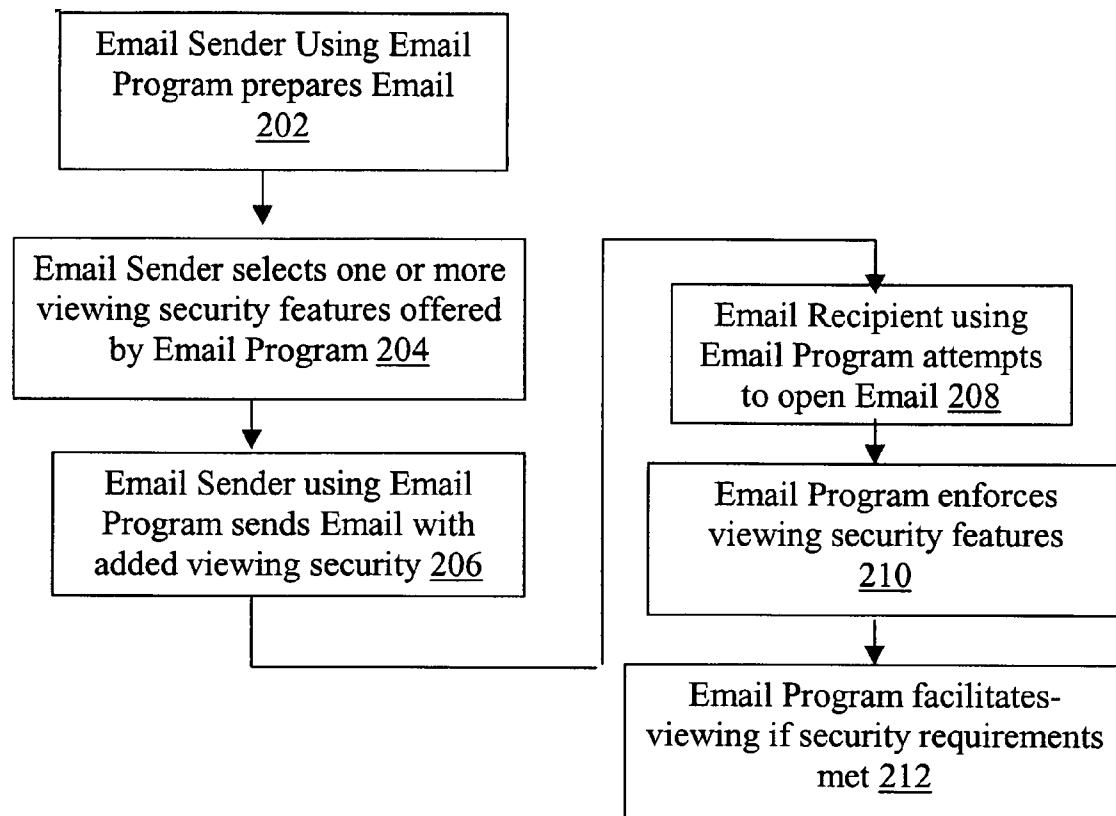 Email Sender Using Email
Program prepares Email
202
Email Sender selects one or more
viewing security features offered
by Email Program 204
Email Sender using Email
Program sends Email with
added viewing security 206
Email Recipient using
Email Program attempts
to open Email 208
Email Program enforces
viewing security features
210
Email Program facilitates-
viewing if security requirements
met 212